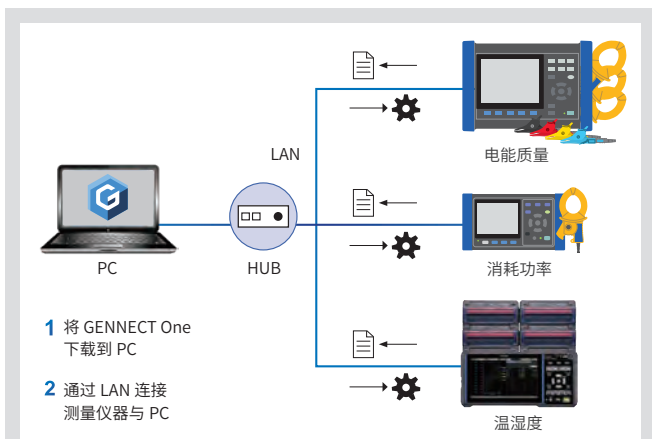 LAN
电能质量
PC
HUB
消耗功率
1 将 GENNECT One
下载到 PC
2 通过 LAN 连接
测量仪器与 PC
温湿度